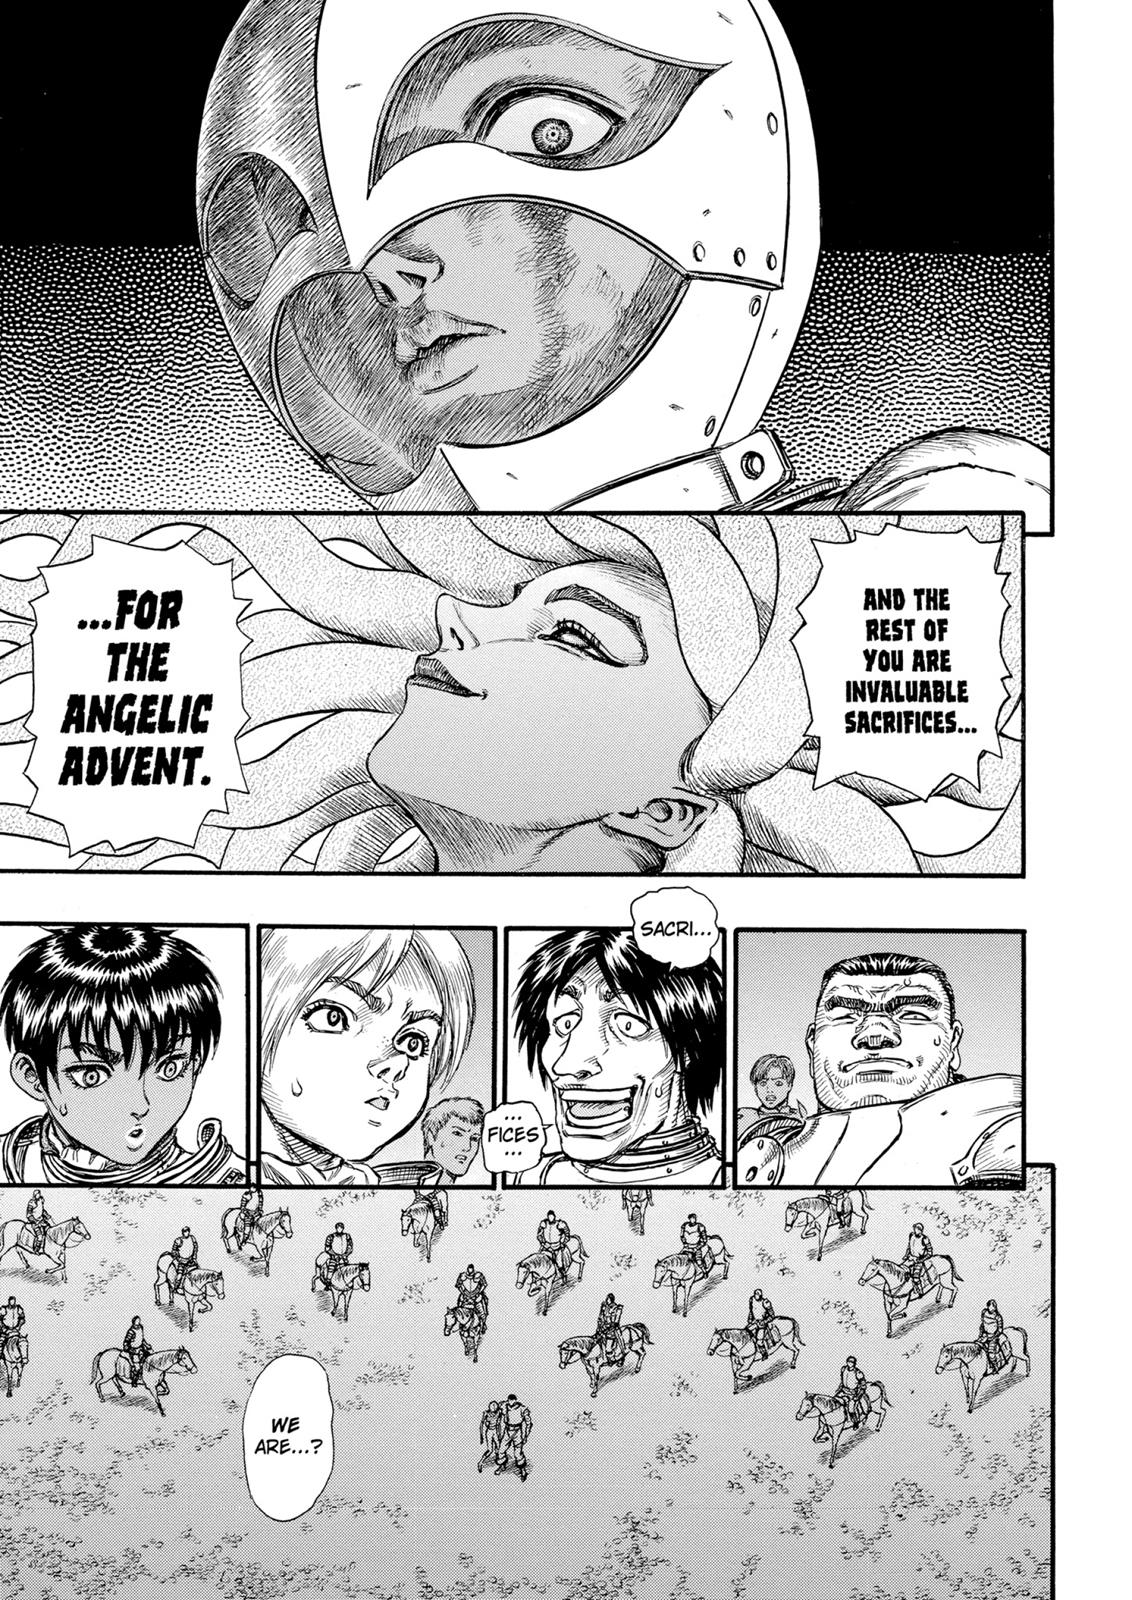 AND THE
REST OF
YOU ARE
INVALUABLE
SACRIFICES...
...FOR
THE
ANGELIC
ADVENT.
SACRI...
...
FICES
...
WE
ARE...?